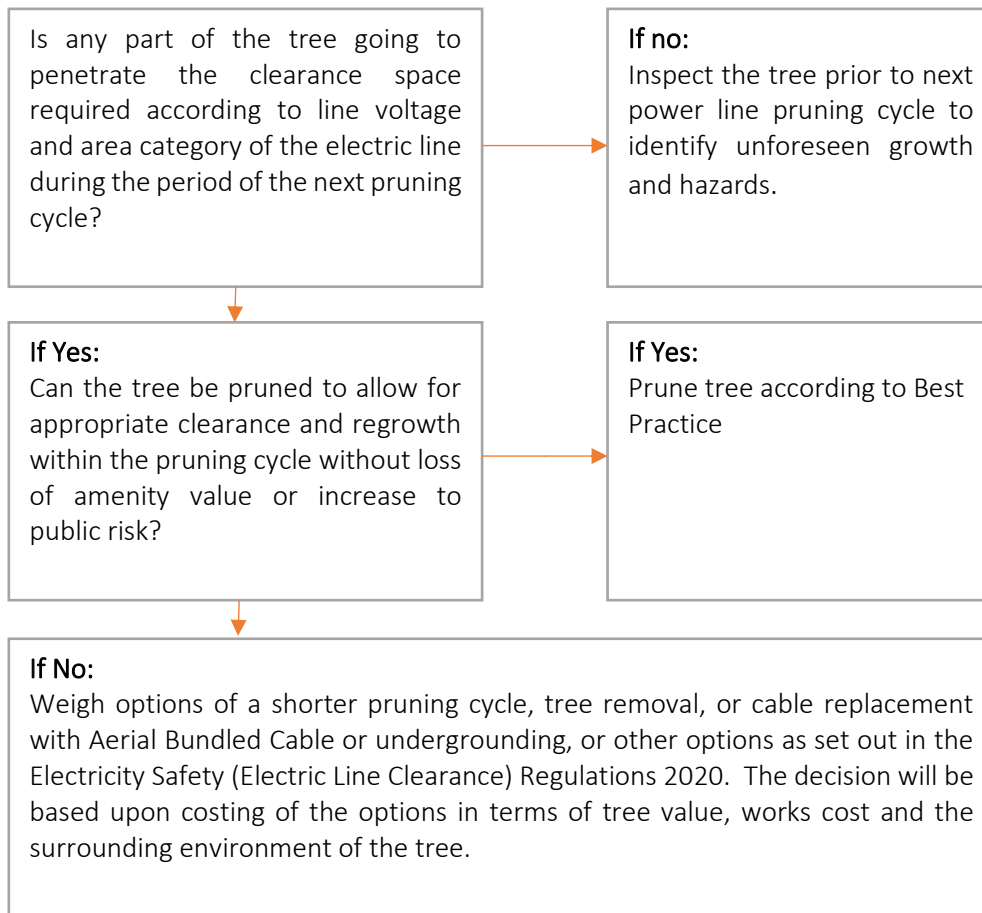 Is any part of the tree going to
penetrate the clearance space
required according to line voltage
and area category of the electric line
during the period of the next pruning
cycle?
If no:
Inspect the tree prior to next
power line pruning cycle to
identify unforeseen growth
and hazards.
If Yes:
Can the tree be pruned to allow for
appropriate clearance and regrowth
within the pruning cycle without loss
of amenity value or increase to
public risk?
If Yes:
Prune tree according to Best
Practice
If No:
Weigh options of a shorter pruning cycle, tree removal, or cable replacement
with Aerial Bundled Cable or undergrounding, or other options as set out in the
Electricity Safety (Electric Line Clearance) Regulations 2020. The decision will be
based upon costing of the options in terms of tree value, works cost and the
surrounding environment of the tree.